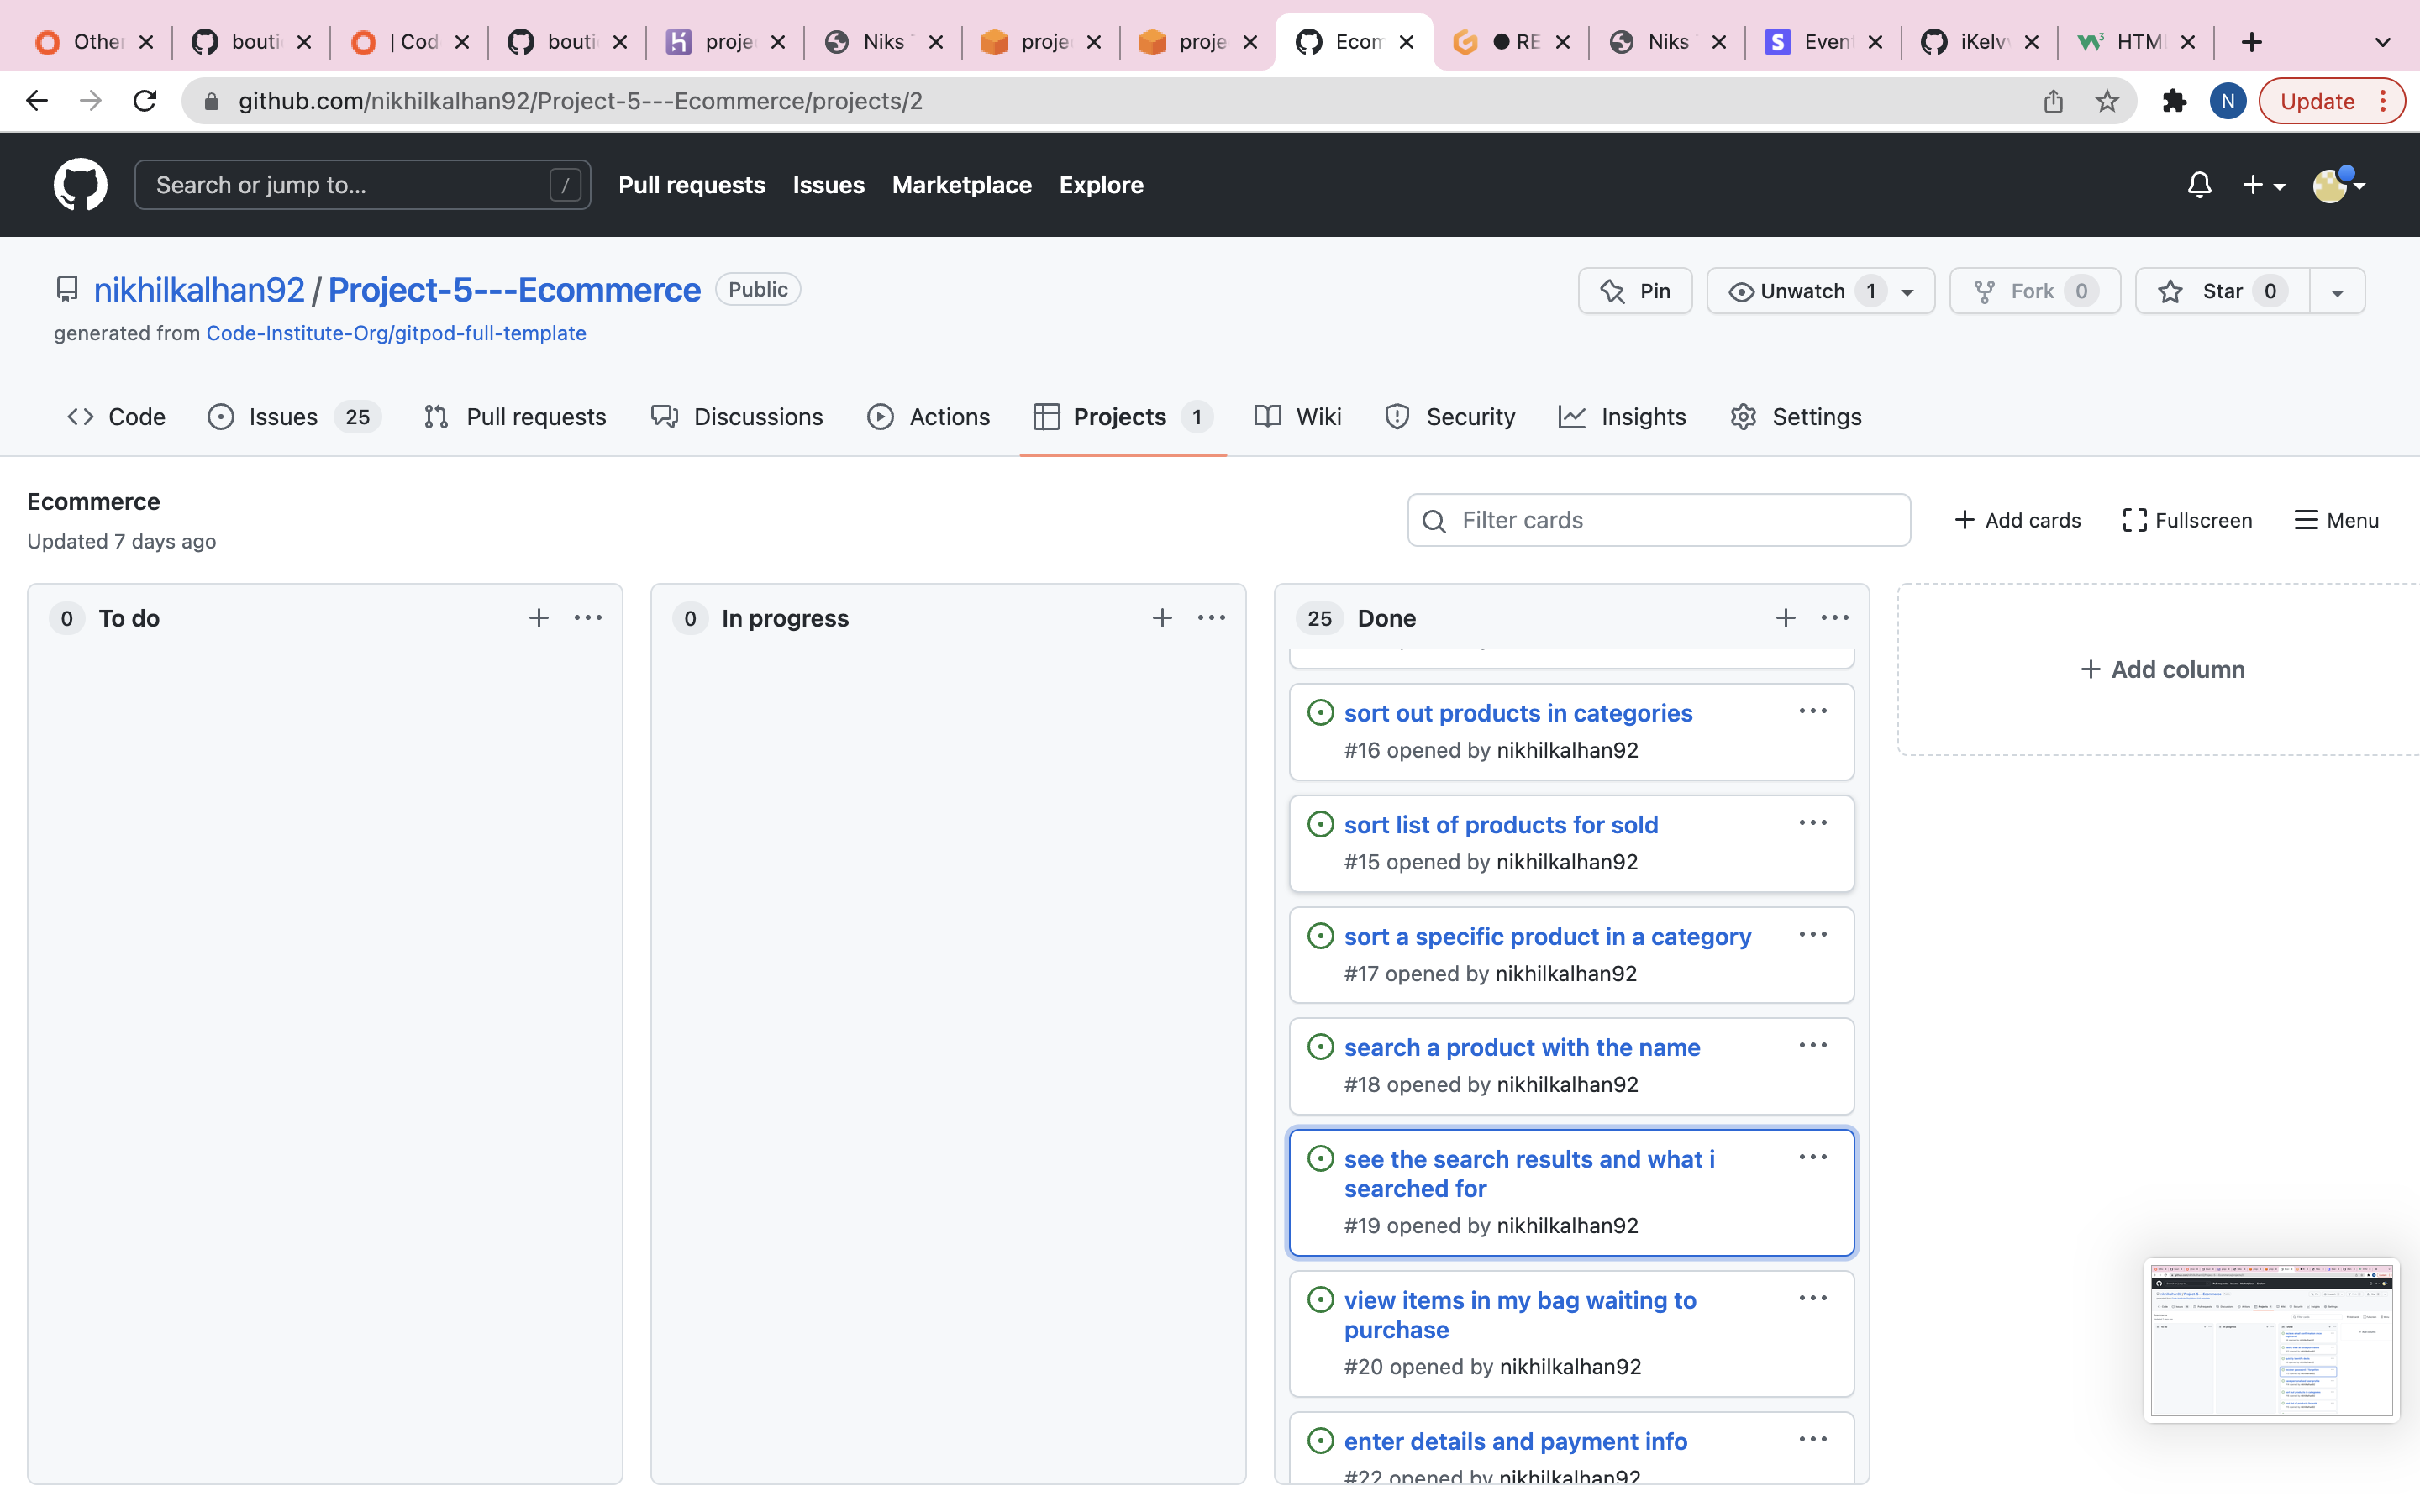 Other
bouti
| Cod
bouti
proje
Niks
proje
proje
Ecom
RE
Niks
Even
iKelv
HTM
github.com/nikhilkalhan92/Project-5---Ecommerce/projects/2
N
Update
Search or jump to...
/
Pull requests
Issues
Marketplace
Explore
nikhilkalhan92 / Project-5---Ecommerce
Public
Pin
Unwatch 1
Fork 0
Star 0
generated from Code-Institute-Org/gitpod-full-template
Code
Issues 25
Pull requests
Discussions
Actions
Projects 1
Wiki
Security
Insights
Settings
Ecommerce
Updated 7 days ago
Filter cards
Add cards
Fullscreen
Menu
0 To do
0 In progress
25 Done
Add column
sort out products in categories
#16 opened by nikhilkalhan92
sort list of products for sold
#15 opened by nikhilkalhan92
sort a specific product in a category
#17 opened by nikhilkalhan92
search a product with the name
#18 opened by nikhilkalhan92
see the search results and what i
searched for
#19 opened by nikhilkalhan92
view items in my bag waiting to
purchase
#20 opened by nikhilkalhan92
enter details and payment info
#22 opened by nikhilkalhan92